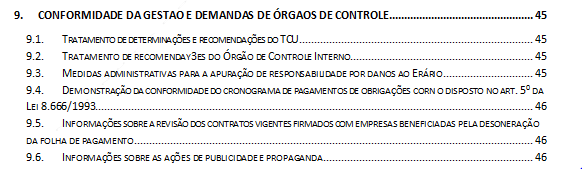 9. CONFORMIDADE DA GESTAO E DEMANDAS DE ÓRGAOS DE CONTROLE.................................................. 45
9.1. TRATAMENTO DE DETERMINAÇÕES E RECOMENDAÇÕES DO TCU.................................................. 45
9.2. TRATAMENTO DE RECOMENDAY3ES DO ÓRGÃO DE CONTROLE INTERNO.................................................. 45
9.3. MEDIDAS ADMINISTRATIVAS PARA A APURAÇÃO DE RESPONSABILIDADE POR DANOS AO ERÁRIO.............................. 45
9.4. DEMONSTRAÇÃO DA CONFORMIDADE DO CRONOGRAMA DE PAGAMENTOS DE OBRIGAÇÕES CORN O DISPOSTO NO ART. 5º DA
LEI 8.666/1993.................................................. 46
9.5. INFORMAÇÕES SOBRE A REVISÃO DOS CONTRATOS VIGENTES FIRMADOS COM EMPRESAS BENEFICIADAS PELA DESONERAÇÃO
DA FOLHA DE PAGAMENTO.................................................. 46
9.6. INFORMAÇÕES SOBRE AS AÇÕES DE PUBLICIDADE E PROPAGANDA.................................................. 46